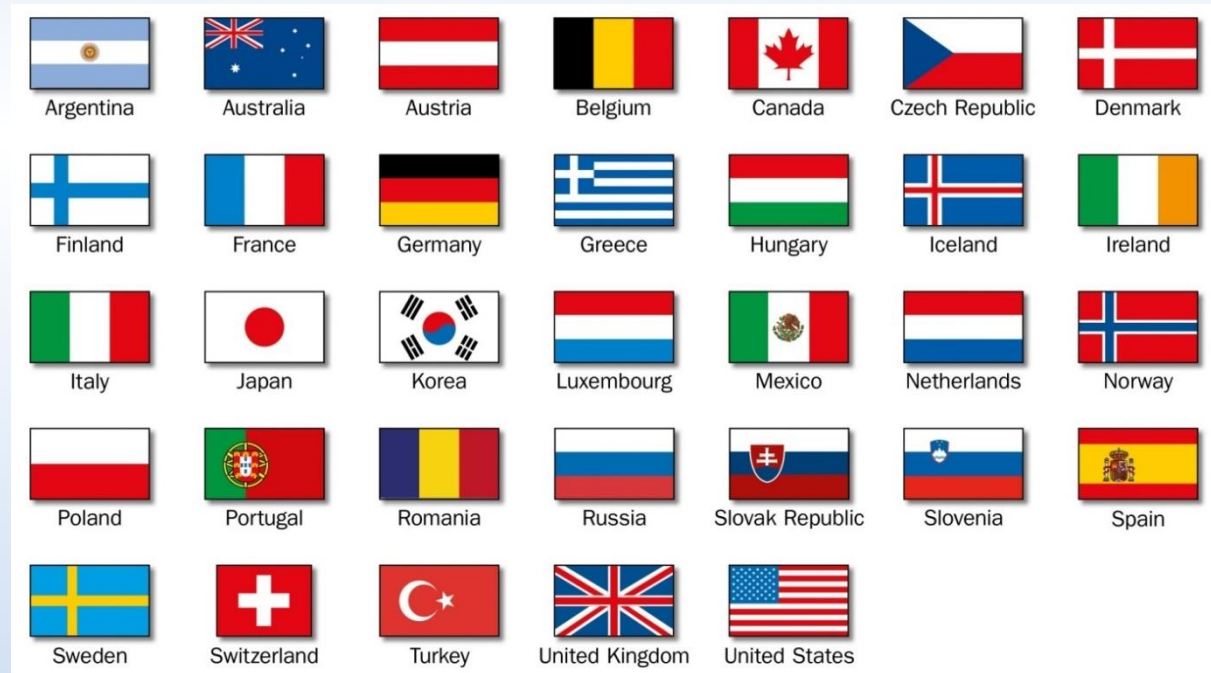 Argentina Australia Austria Belgium Canada Czech Republic Denmark
Finland France Germany Greece Hungary Iceland Ireland
Italy Japan Korea Luxembourg Mexico Netherlands Norway
Poland Portugal Romania Russia Slovak Republic Slovenia Spain
Sweden Switzerland Turkey United Kingdom United States